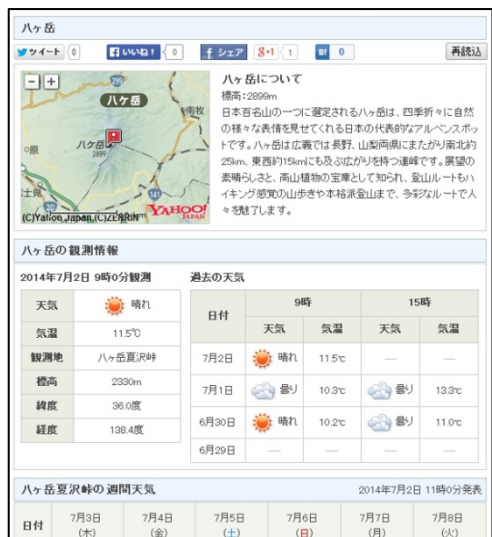 八ヶ岳
ツイート 0 いいね! 0 シェア 8+1 1 B! 0 再読込
八ヶ岳について
標高:2899m
日本百名山の一つに選定される八ヶ岳は、四季折々に自然
の様々な表情を見せてくれる日本の代表的なアルペンスポッ
トです。八ヶ岳は広義では長野、山梨両県にまたがり南北約
25km、東西約15kmにも及ぶ広がりを持つ連峰です。展望の
素晴らしさと、高山植物の宝庫として知られ、登山ルートもハ
イキング感覚の山歩きや本格派登山まで、多彩なルートで人
々を魅了します。
299
八ヶ岳
南牧
八ケ岳
2899
原
141
士見
(C)Yahoo Japan,(C)ZENRIN
YAHOO!
JAPAN
八ヶ岳の観測情報
2014年7月2日 9時0分観測
天気 晴れ
気温 11.5℃
観測地 八ヶ岳夏沢峠
標高 2330m
緯度 36.0度
経度 138.4度
過去の天気
日付 9時 15時
天気 気温 天気 気温
7月2日 晴れ 11.5℃ — —
7月1日 曇り 10.3℃ 曇り 13.3℃
6月30日 晴れ 10.2℃ 曇り 11.0℃
6月29日 — — — —
八ヶ岳夏沢峠の週間天気 2014年7月2日 11時0分発表
日付 7月3日 7月4日 7月5日 7月6日 7月7日 7月8日
(木) (金) (土) (日) (月) (火)